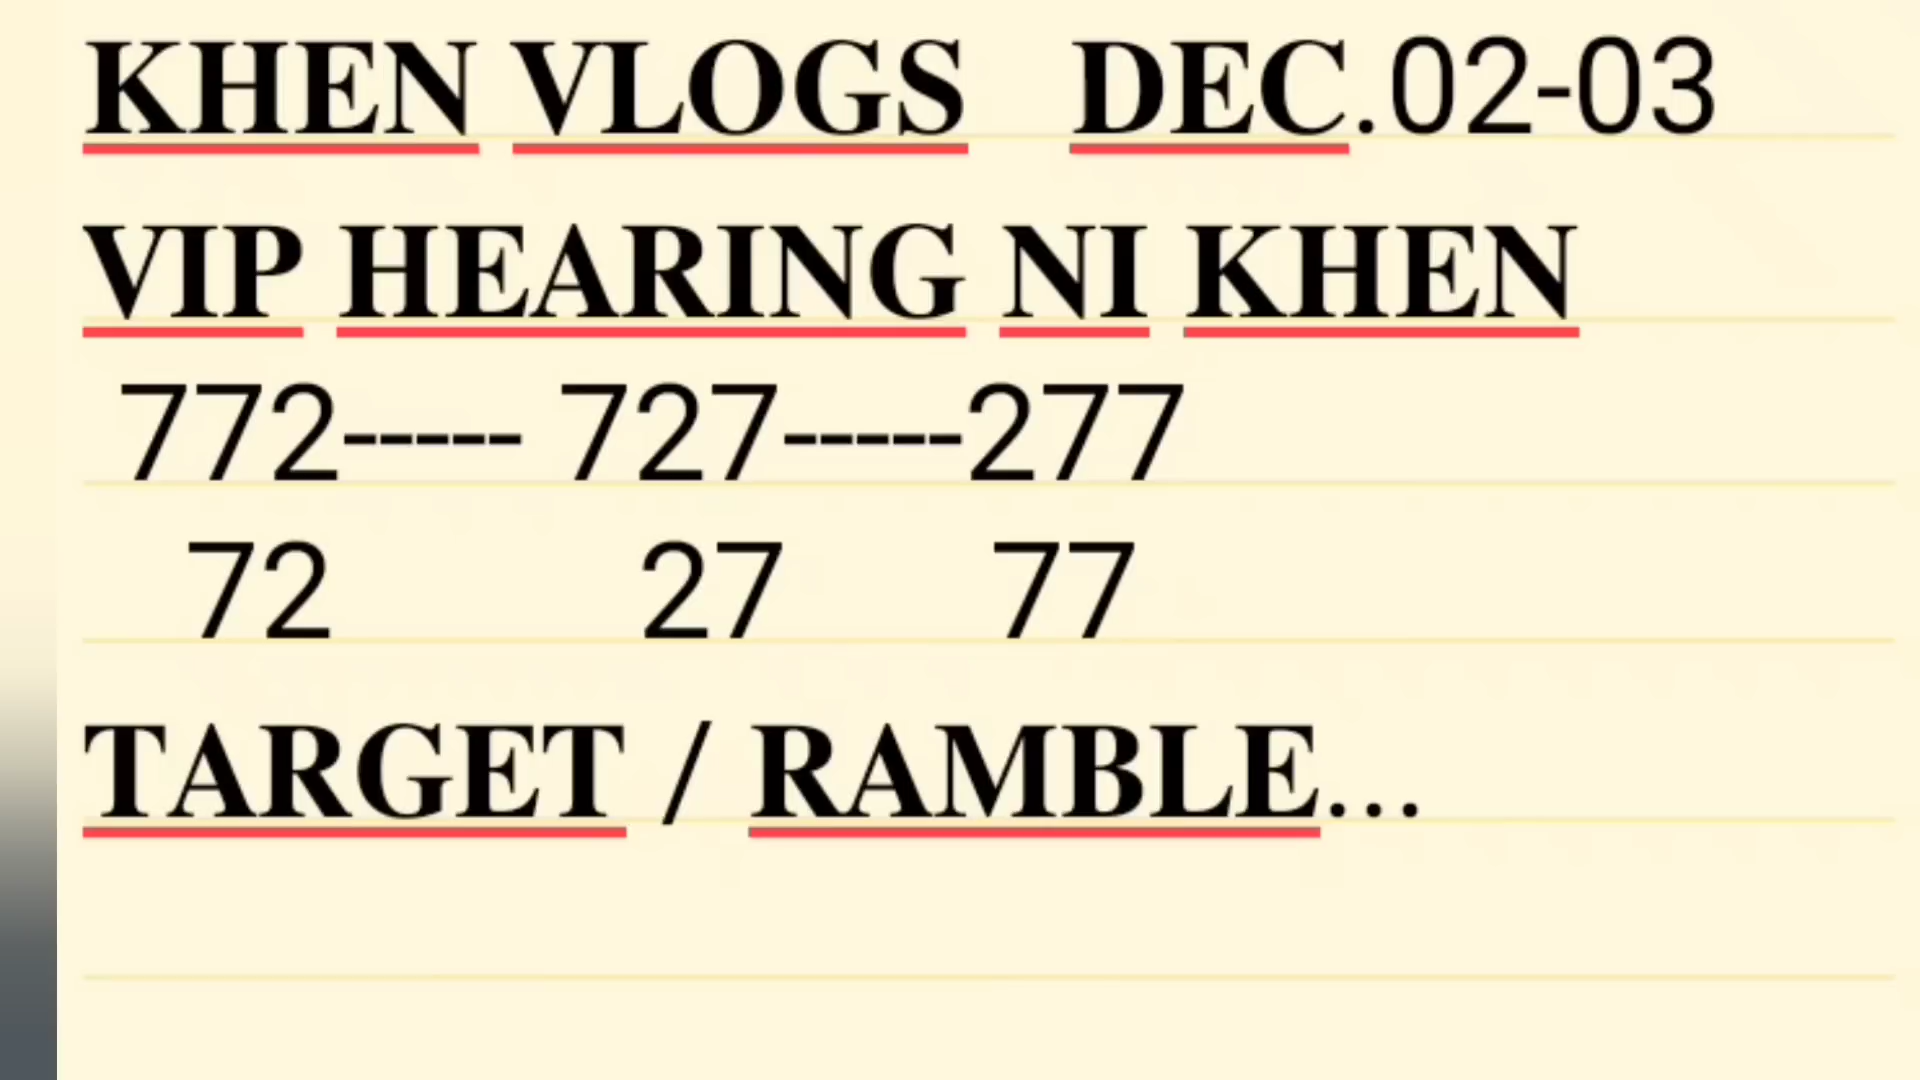 KHEN VLOGS DEC.02-03
VIP HEARING NI KHEN
772----- 727-----277
72 27 77
TARGET / RAMBLE...